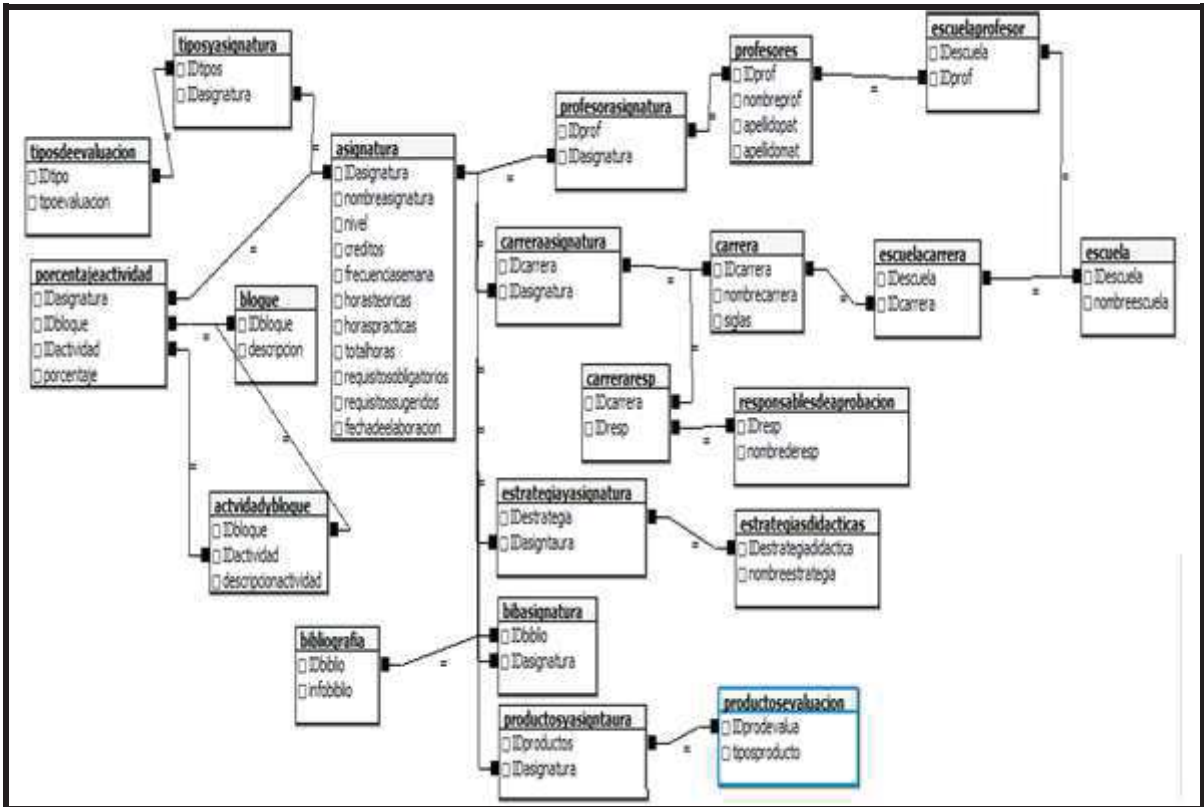 tiposyasignatura
IDtipos
IDasignatura
tiposdeevaluacion
IDtipo
tipoevaluacion
porcentajeactividad
IDasignatura
IDbloque
IDactividad
porcentaje
bloque
IDbloque
descripcion
actvidadybloque
IDbloque
IDactividad
descripcionactividad
asignatura
IDasignatura
nombreasignatura
nivel
creditos
frecuenciasemana
horasteoricas
horaspracticas
totalhoras
requisitosobligatorios
requisitossugeridos
fechadeelaboracion
bibliografia
IDbiblio
infobiblio
profesorasignatura
IDprof
IDasignatura
profesores
IDprof
nombreprof
apellidopat
apellidomat
escuelaprofesor
IDescuela
IDprof
carreraasignatura
IDcarrera
IDasignatura
carrera
IDcarrera
nombrecarrera
siglas
escuelacarrera
IDescuela
IDcarrera
escuela
IDescuela
nombreescuela
carreraresp
IDcarrera
IDresp
responsablesdeaprobacion
IDresp
nombrederesp
estrategiayasignatura
IDestrategia
IDasigntaura
estrategiasdidacticas
IDestrategiadidactica
nombreestrategia
bibasignatura
IDbiblio
IDasignatura
productosyasigntaura
IDproductos
IDasignatura
productosevaluacion
IDprodevalua
tiposproducto